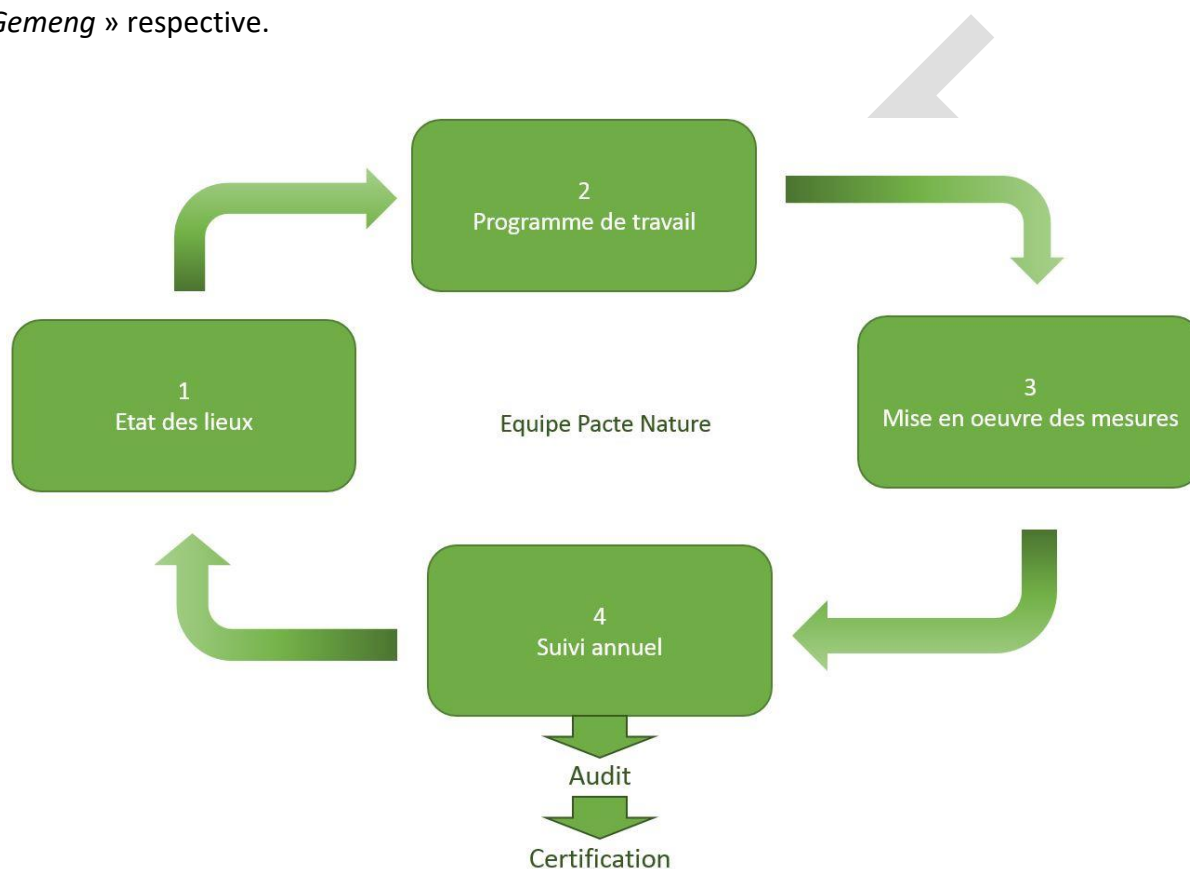 Gemeng » respective.
2
Programme de travail
1
Etat des lieux
Equipe Pacte Nature
3
Mise en oeuvre des mesures
4
Suivi annuel
Audit
Certification